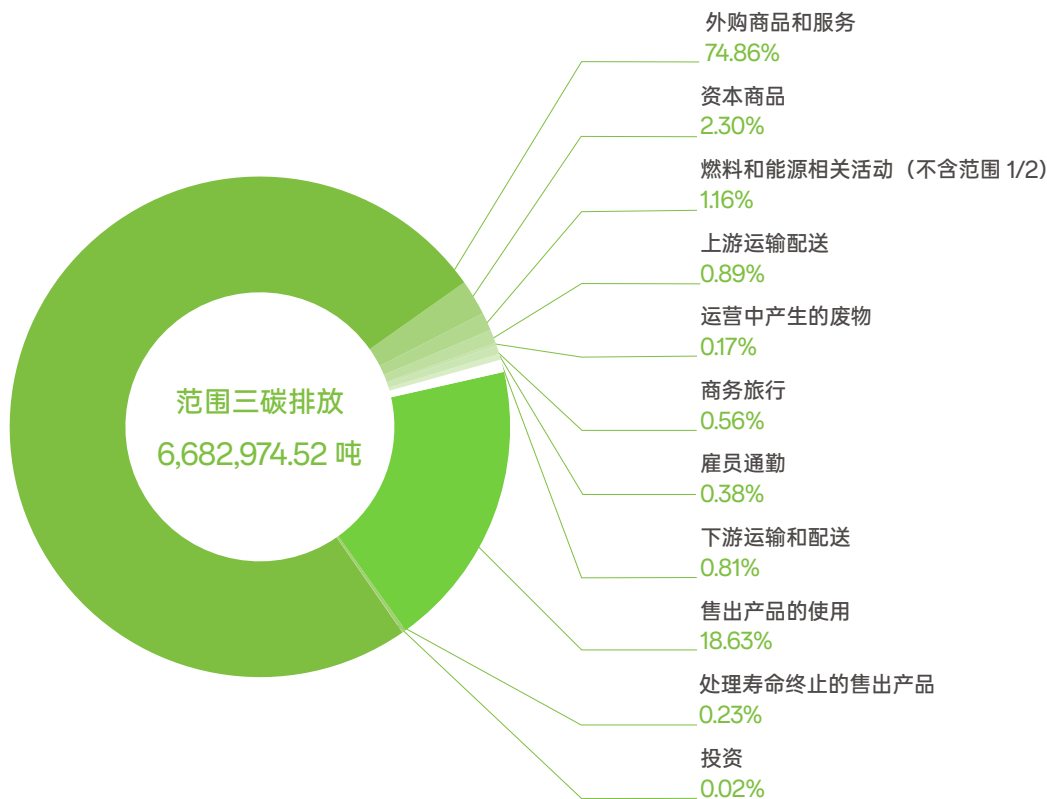 外购商品和服务
74.86%
资本商品
2.30%
燃料和能源相关活动（不含范围 1/2）
1.16%
上游运输配送
0.89%
运营中产生的废物
0.17%
商务旅行
0.56%
雇员通勤
0.38%
下游运输和配送
0.81%
售出产品的使用
18.63%
处理寿命终止的售出产品
0.23%
投资
0.02%
范围三碳排放
6,682,974.52 吨